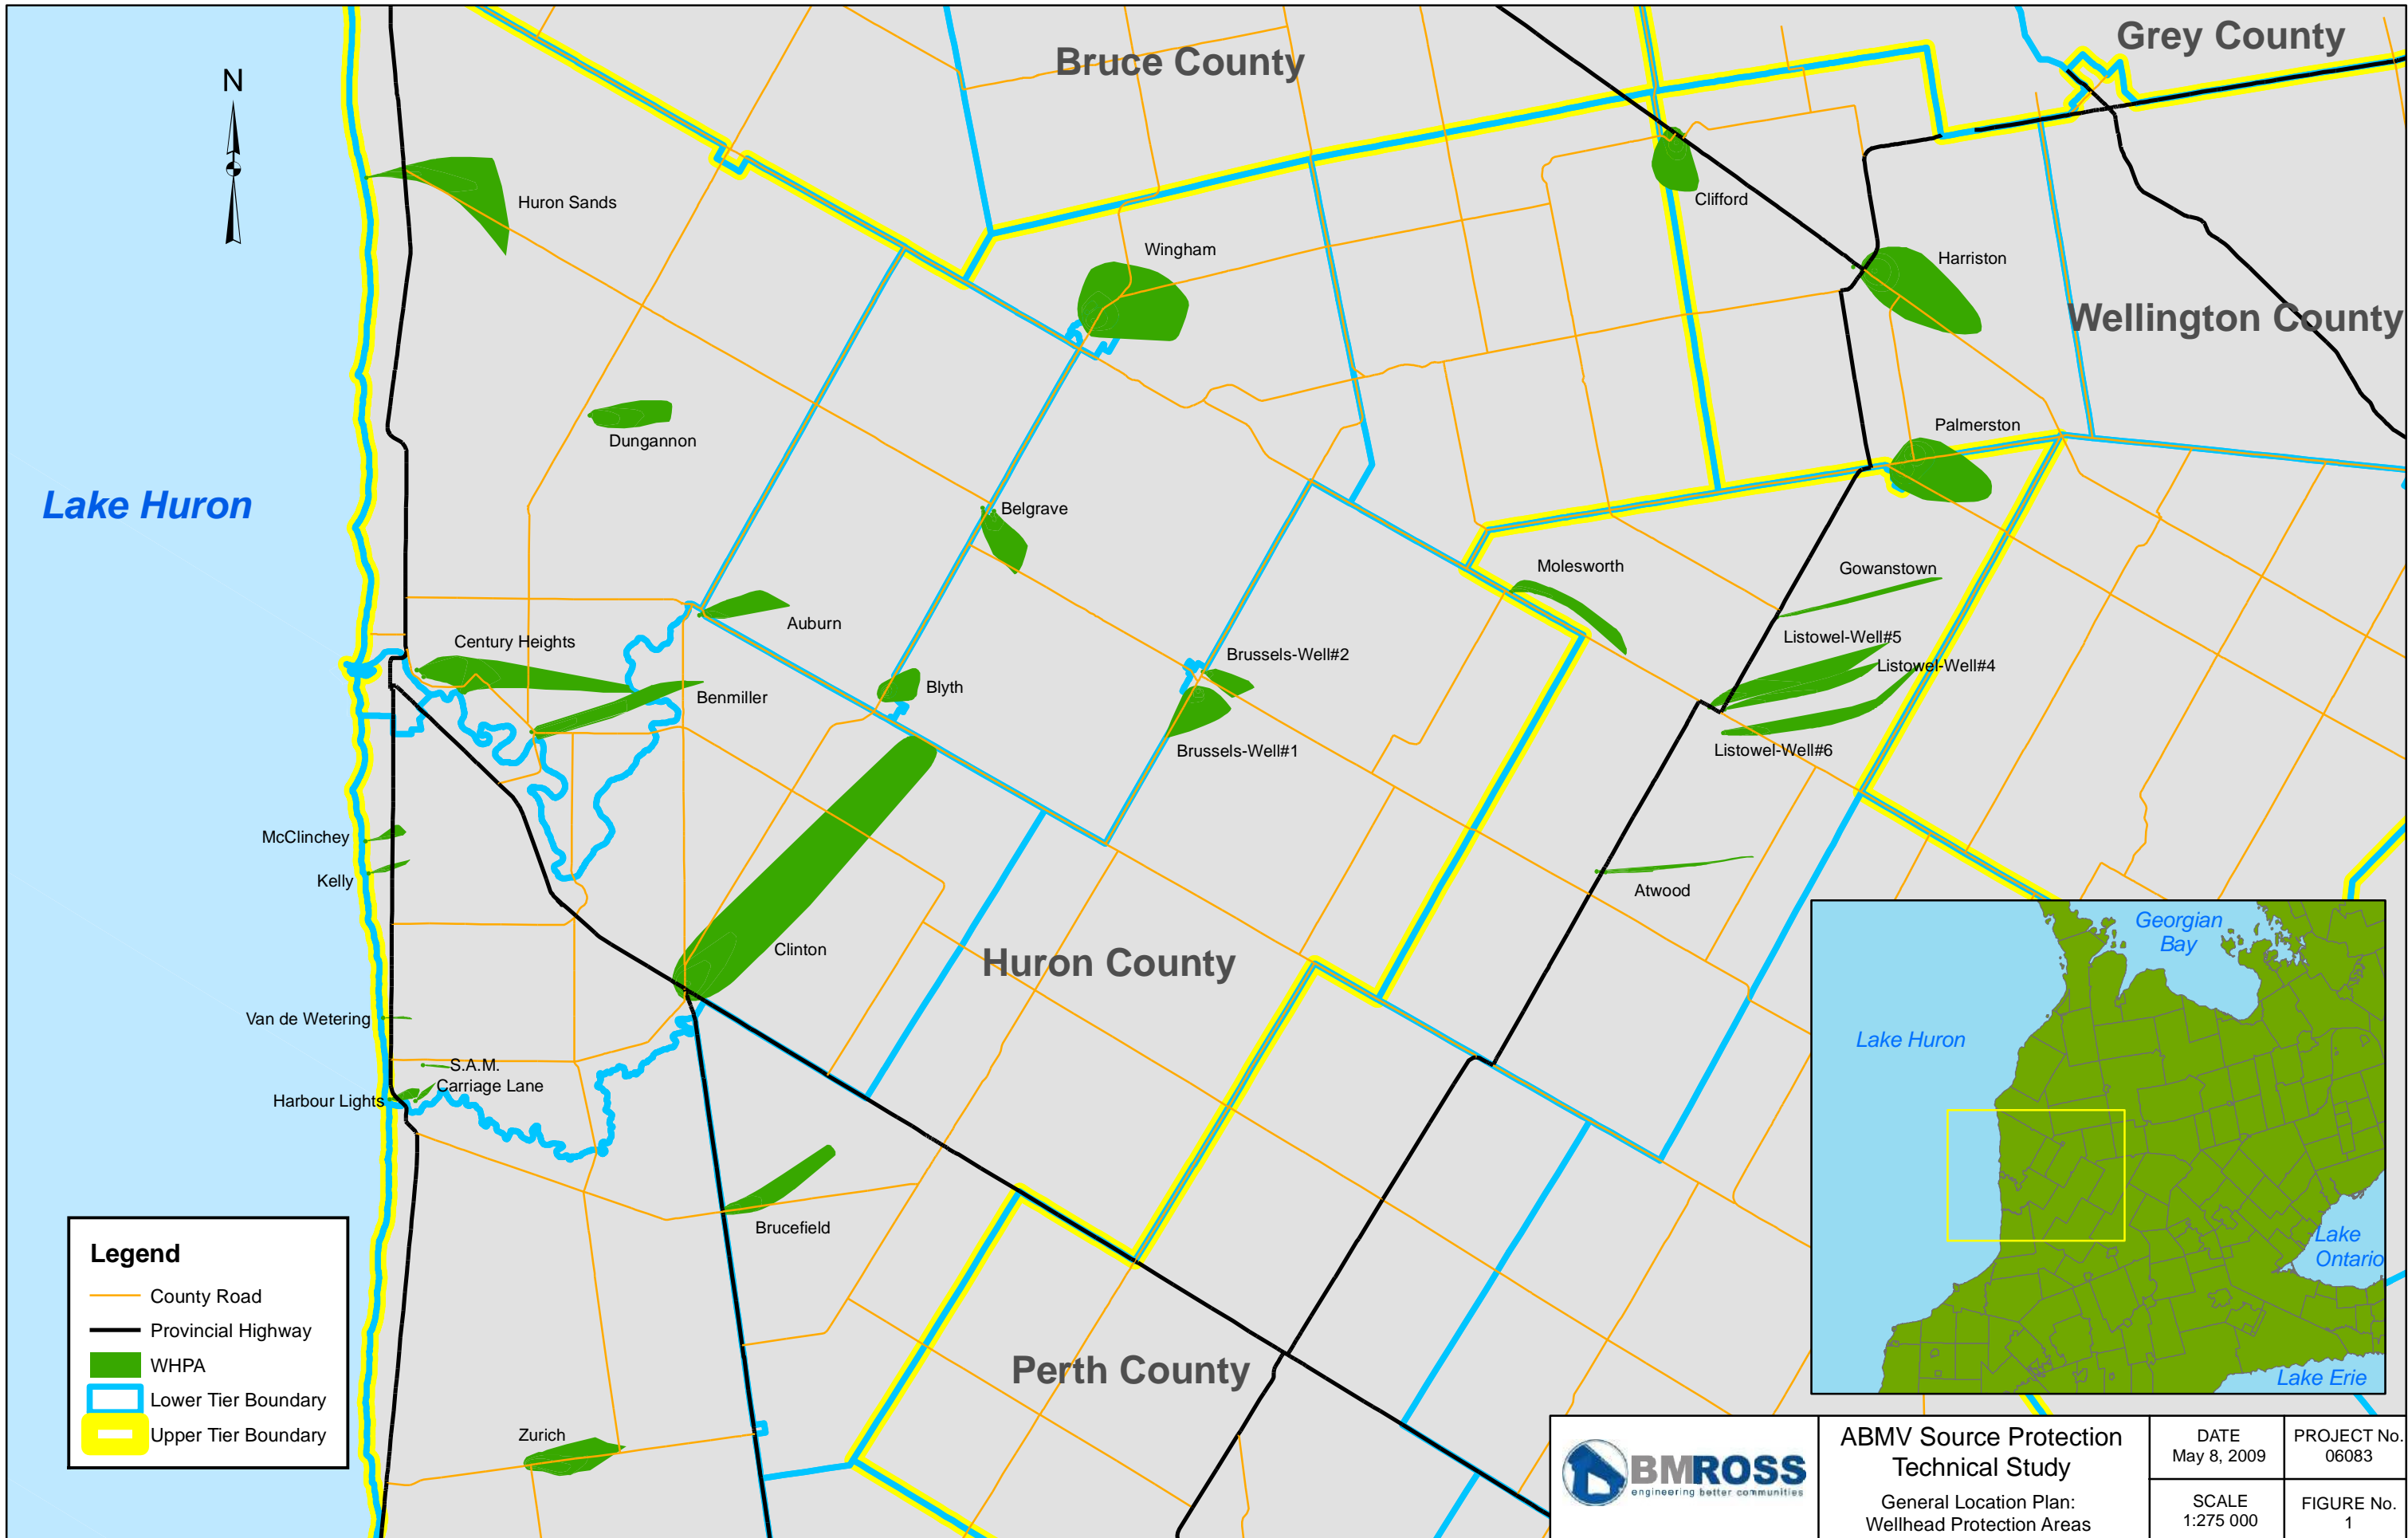 Bruce County
Grey County
N
Huron Sands
Clifford
Wingham
Harriston
Wellington County
Dungannon
Palmerston
Lake Huron
Belgrave
Molesworth
Gowanstown
Auburn
Century Heights
Listowel-Well#5
Brussels-Well#2
Listowel-Well#4
Benmiller
Blyth
Brussels-Well#1
Listowel-Well#6
McClinchey
Kelly
Atwood
Clinton
Huron County
Van de Wetering
S.A.M.
Carriage Lane
Harbour Lights
Brucefield
Perth County
Zurich
Georgian
Bay
Lake Huron
Lake
Ontario
Lake Erie
Legend
County Road
Provincial Highway
WHPA
Lower Tier Boundary
Upper Tier Boundary
BMROSS
engineering better communities
ABMV Source Protection
Technical Study
General Location Plan:
Wellhead Protection Areas
DATE
May 8, 2009
PROJECT No.
06083
SCALE
1:275 000
FIGURE No.
1